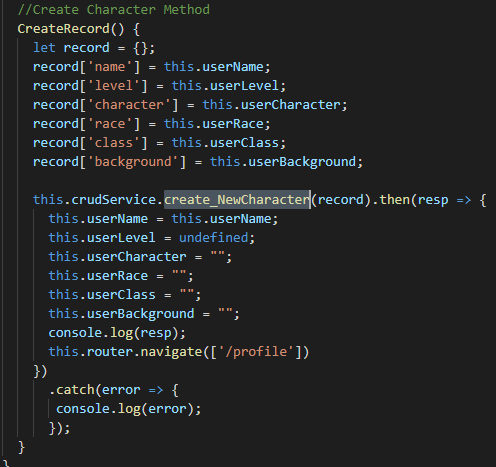 //Create Character Method
CreateRecord() {
let record = {};
record['name'] = this.userName;
record['level'] = this.userLevel;
record['character'] = this.userCharacter;
record['race'] = this.userRace;
record['class'] = this.userClass;
record['background'] = this.userBackground;
this.crudService.create_NewCharacter(record).then(resp => {
this.userName = this.userName;
this.userLevel = undefined;
this.userCharacter = "";
this.userRace = "";
this.userClass = "";
this.userBackground = "";
console.log(resp);
this.router.navigate(['/profile'])
})
.catch(error => {
console.log(error);
});
}
}